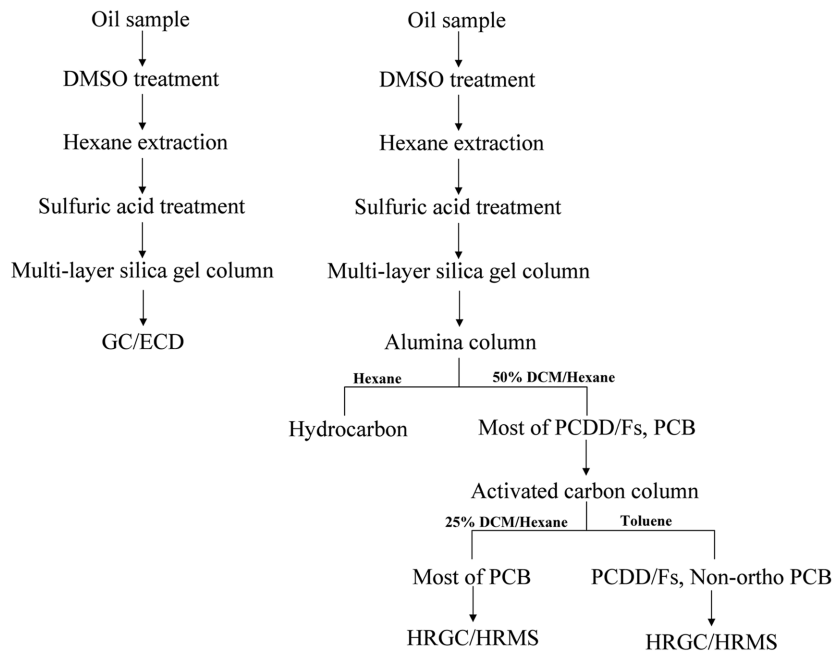 Oil sample
DMSO treatment
Hexane extraction
Sulfuric acid treatment
Multi-layer silica gel column
GC/ECD
Oil sample
DMSO treatment
Hexane extraction
Sulfuric acid treatment
Multi-layer silica gel column
Alumina column
Hexane
50% DCM/Hexane
Hydrocarbon
Most of PCDD/Fs, PCB
Activated carbon column
25% DCM/Hexane
Toluene
Most of PCB
PCDD/Fs, Non-ortho PCB
HRGC/HRMS
HRGC/HRMS